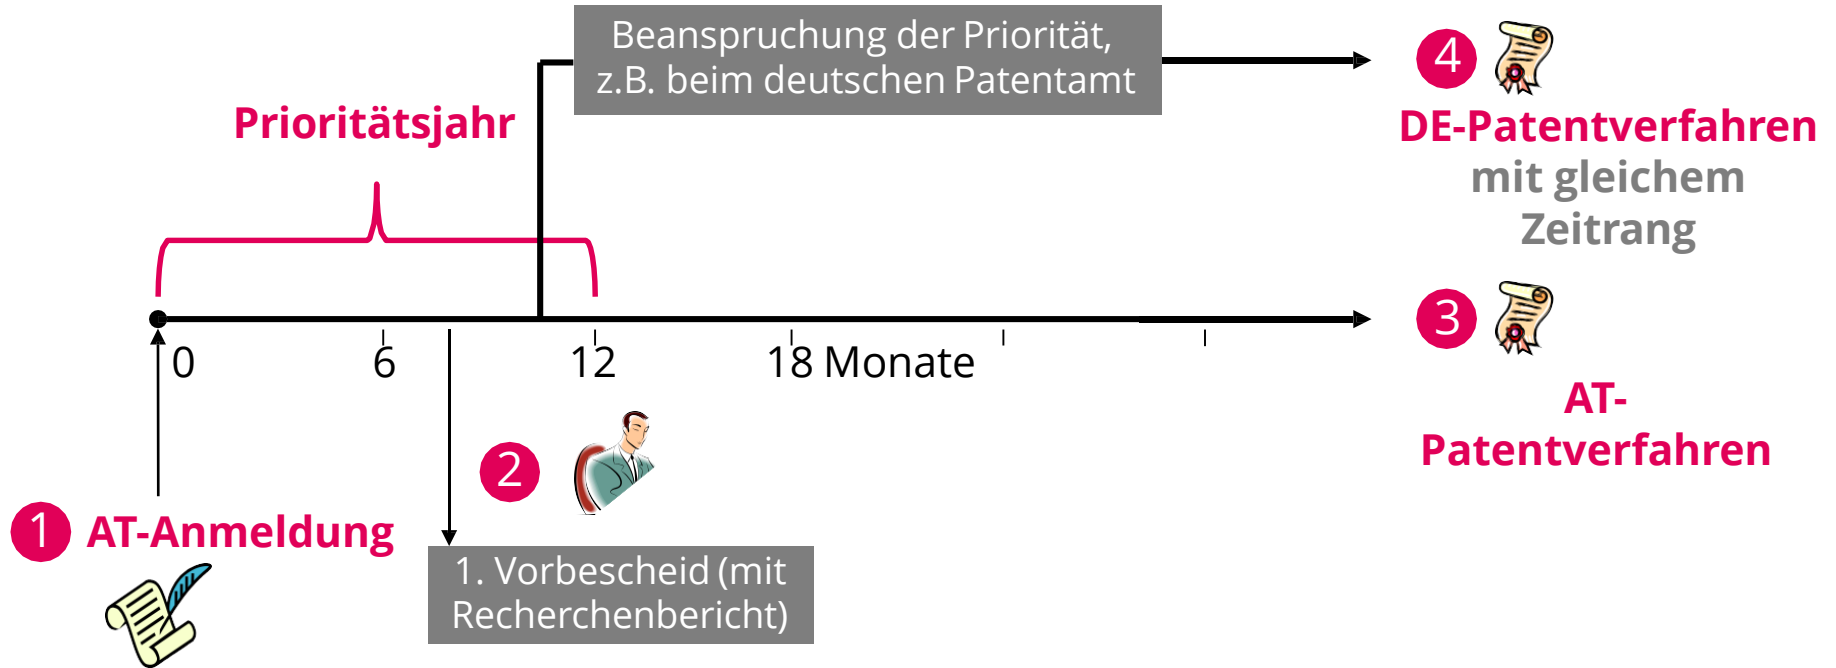 Beanspruchung der Priorität,
z.B. beim deutschen Patentamt
4
DE-Patentverfahren
mit gleichem
Zeitrang
Prioritätsjahr
3
0 6 12 18 Monate
AT-
Patentverfahren
2
1 AT-Anmeldung
1. Vorbescheid (mit
Recherchenbericht)